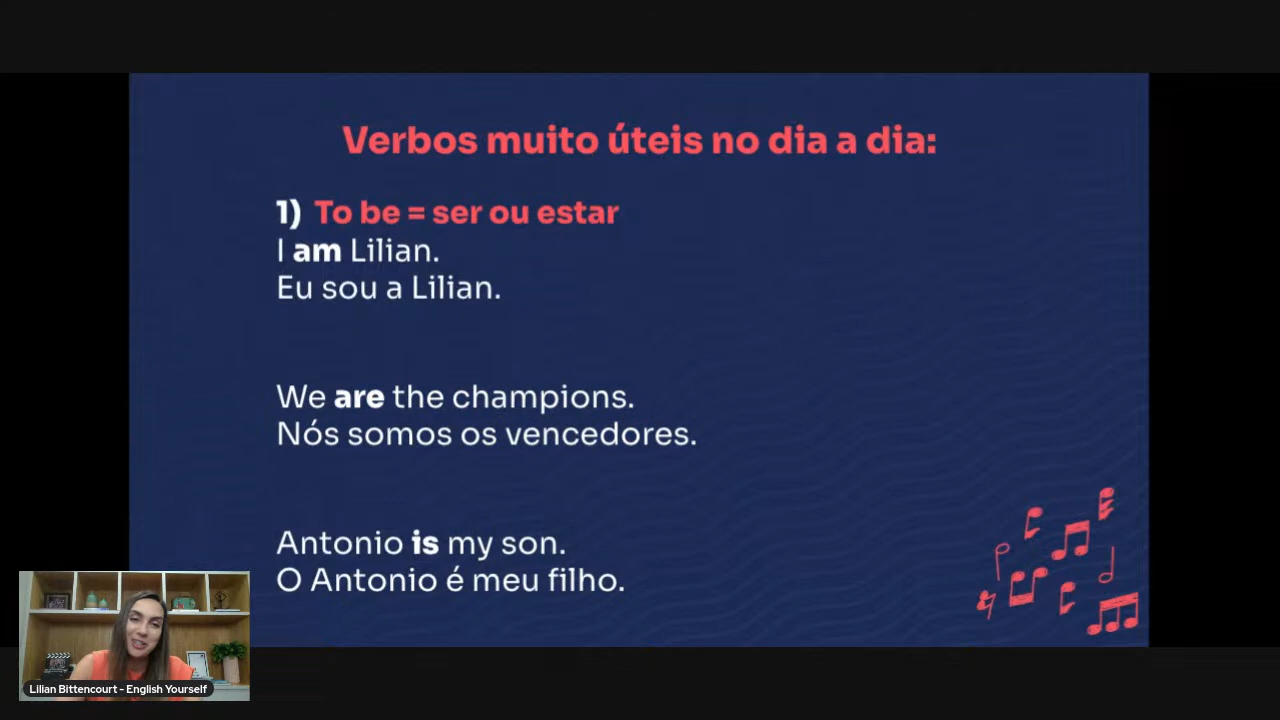 Verbos muito úteis no dia a dia:
1) To be = ser ou estar
I am Lilian.
Eu sou a Lilian.
We are the champions.
Nós somos os vencedores.
Antonio is my son.
O Antonio é meu filho.
Lilian Bittencourt - English Yourself